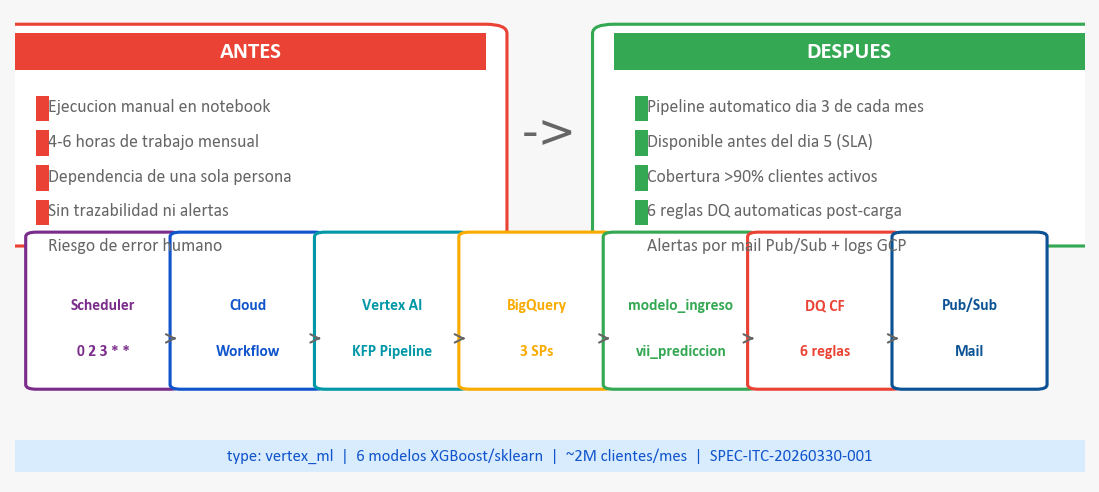 ANTES
Ejecucion manual en notebook
4-6 horas de trabajo mensual
Dependencia de una sola persona
Sin trazabilidad ni alertas
Riesgo de error humano
->
DESPUES
Pipeline automatico dia 3 de cada mes
Disponible antes del dia 5 (SLA)
Cobertura >90% clientes activos
6 reglas DQ automaticas post-carga
Alertas por mail Pub/Sub + logs GCP
Scheduler
0 2 3 * *
Cloud
Workflow
Vertex AI
KFP Pipeline
BigQuery
3 SPs
modelo_ingreso
vii_prediccion
DQ CF
6 reglas
Pub/Sub
Mail
type: vertex_ml | 6 modelos XGBoost/sklearn | ~2M clientes/mes | SPEC-ITC-20260330-001